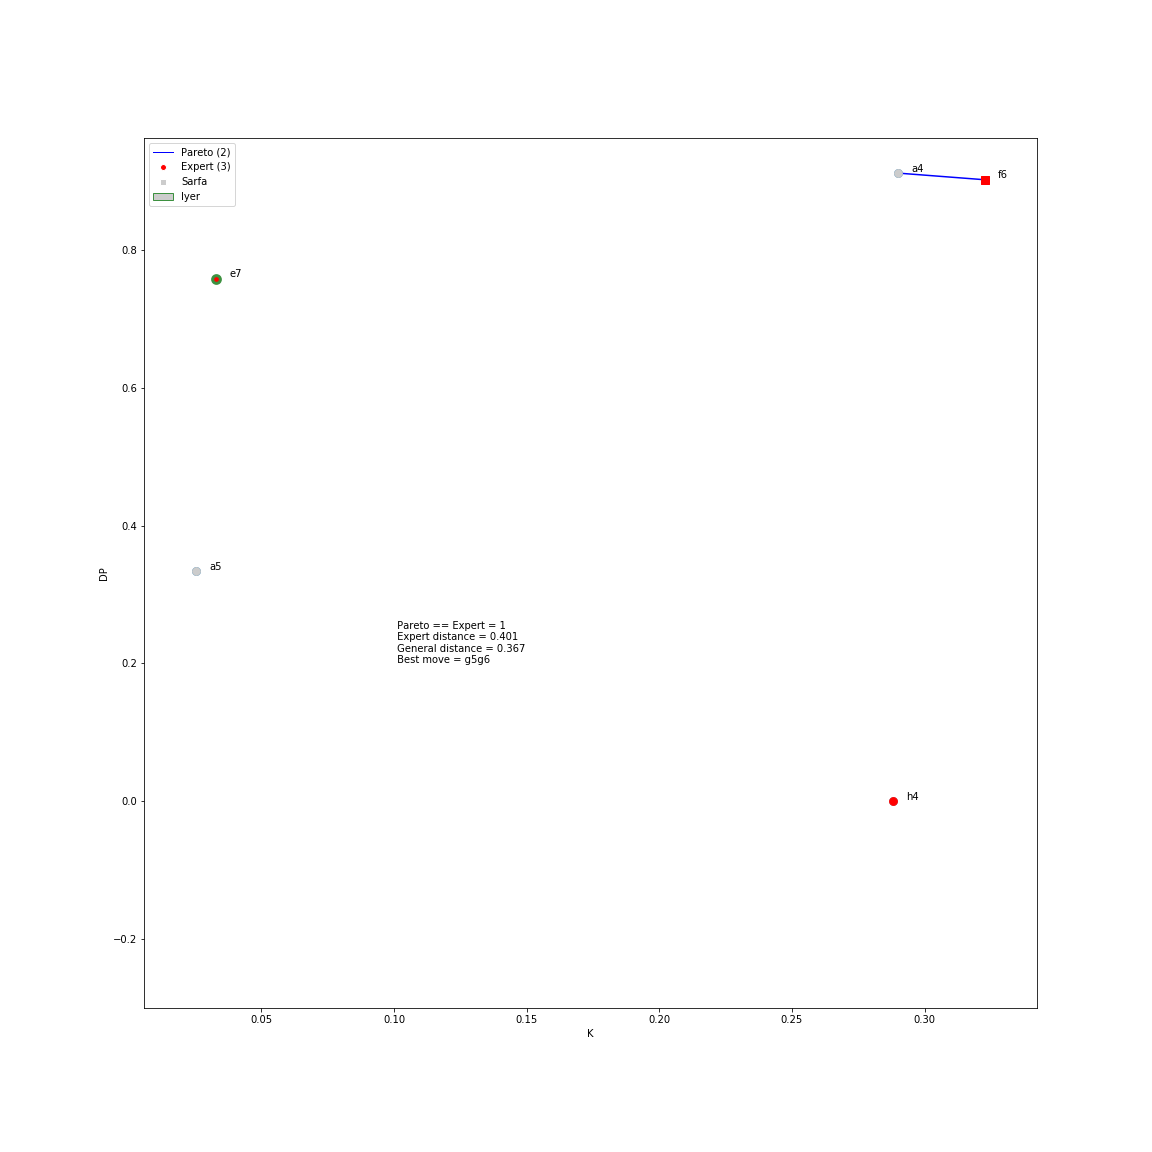 Pareto (2)
Expert (3)
Sarfa
Iyer
a4
f6
e7
a5
h4
Pareto == Expert = 1
Expert distance = 0.401
General distance = 0.367
Best move = g5g6
0.8
0.6
0.4
0.2
0.0
−0.2
DP
0.05 0.10 0.15 0.20 0.25 0.30
K